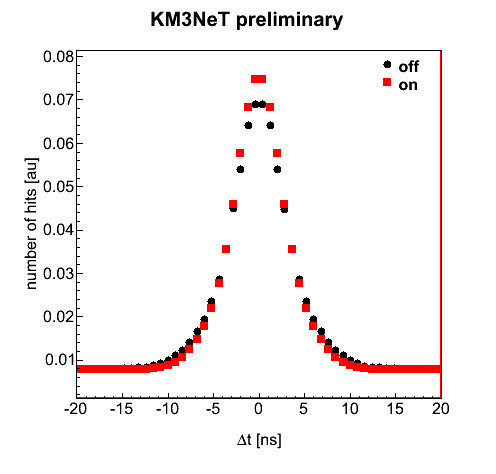 KM3NeT preliminary
off
on
0.08
0.07
0.06
0.05
0.04
0.03
0.02
0.01
number of hits [au]
-20 -15 -10 -5 0 5 10 15 20
Δt [ns]